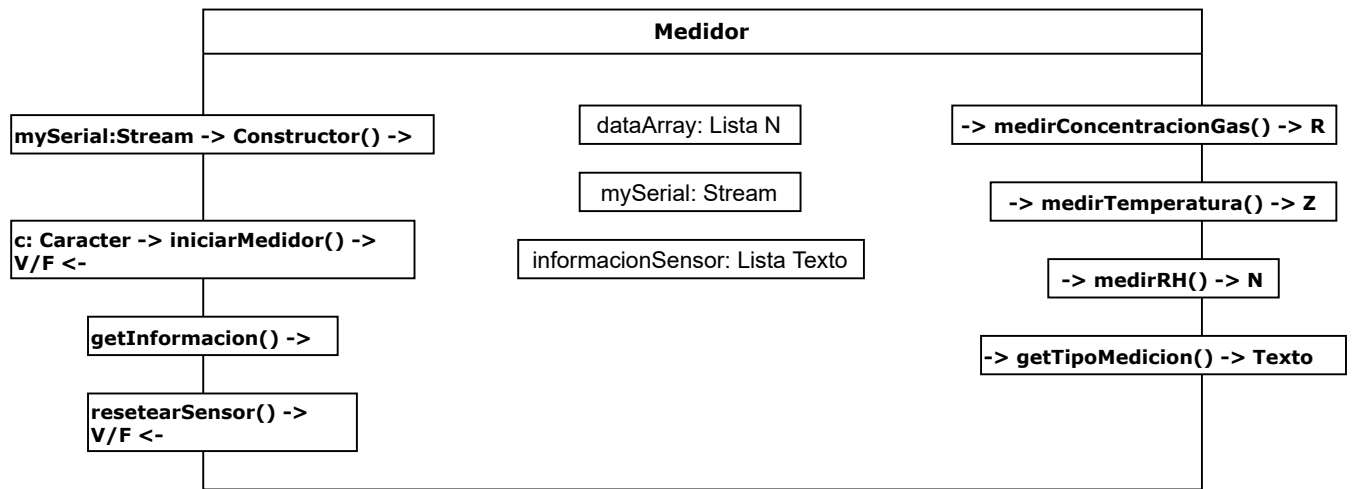 Medidor
mySerial:Stream -> Constructor() ->
c: Caracter -> iniciarMedidor() ->
V/F <-
getInformacion() ->
resetearSensor() ->
V/F <-
dataArray: Lista N
mySerial: Stream
informacionSensor: Lista Texto
-> medirConcentracionGas() -> R
-> medirTemperatura() -> Z
-> medirRH() -> N
-> getTipoMedicion() -> Texto